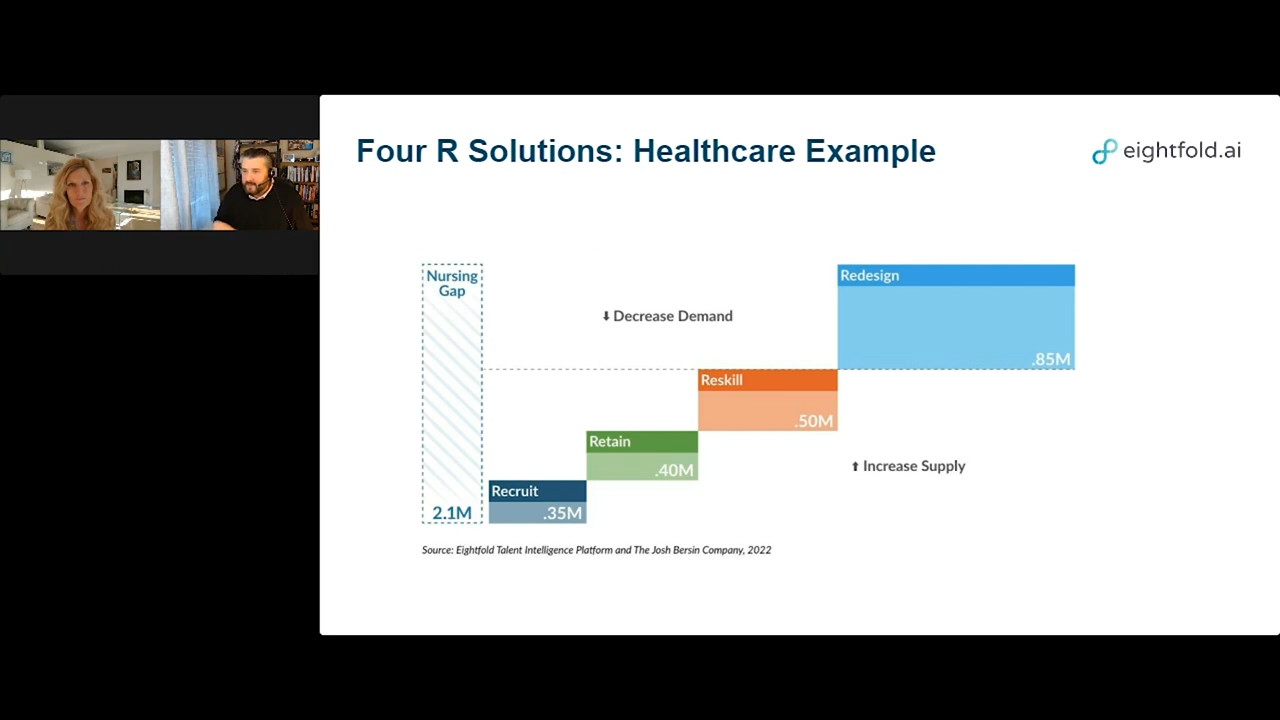 Four R Solutions: Healthcare Example
eightfold.ai
Nursing
Gap
Redesign
⬇ Decrease Demand
.85M
Reskill
.50M
Retain
⬆ Increase Supply
.40M
Recruit
2.1M
.35M
Source: Eightfold Talent Intelligence Platform and The Josh Bersin Company, 2022